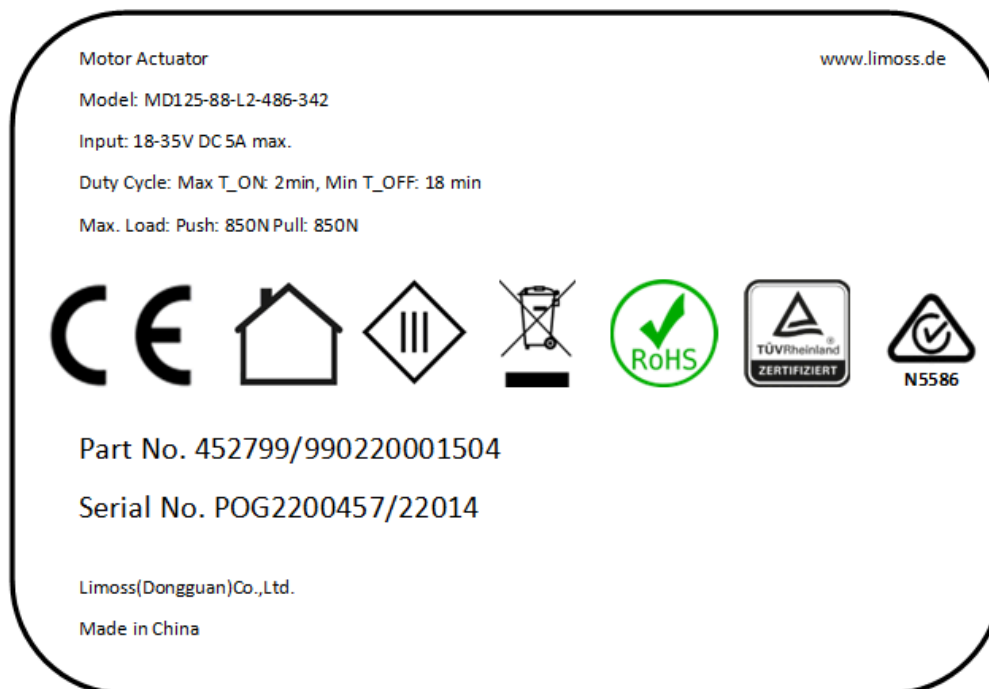 Motor Actuator
www.limoss.de
Model: MD125-88-L2-486-342
Input: 18-35V DC 5A max.
Duty Cycle: Max T_ON: 2min, Min T_OFF: 18 min
Max. Load: Push: 850N Pull: 850N
CE
RoHS
TÜVRheinland®
ZERTIFIZIERT
N5586
Part No. 452799/990220001504
Serial No. POG2200457/22014
Limoss(Dongguan)Co.,Ltd.
Made in China